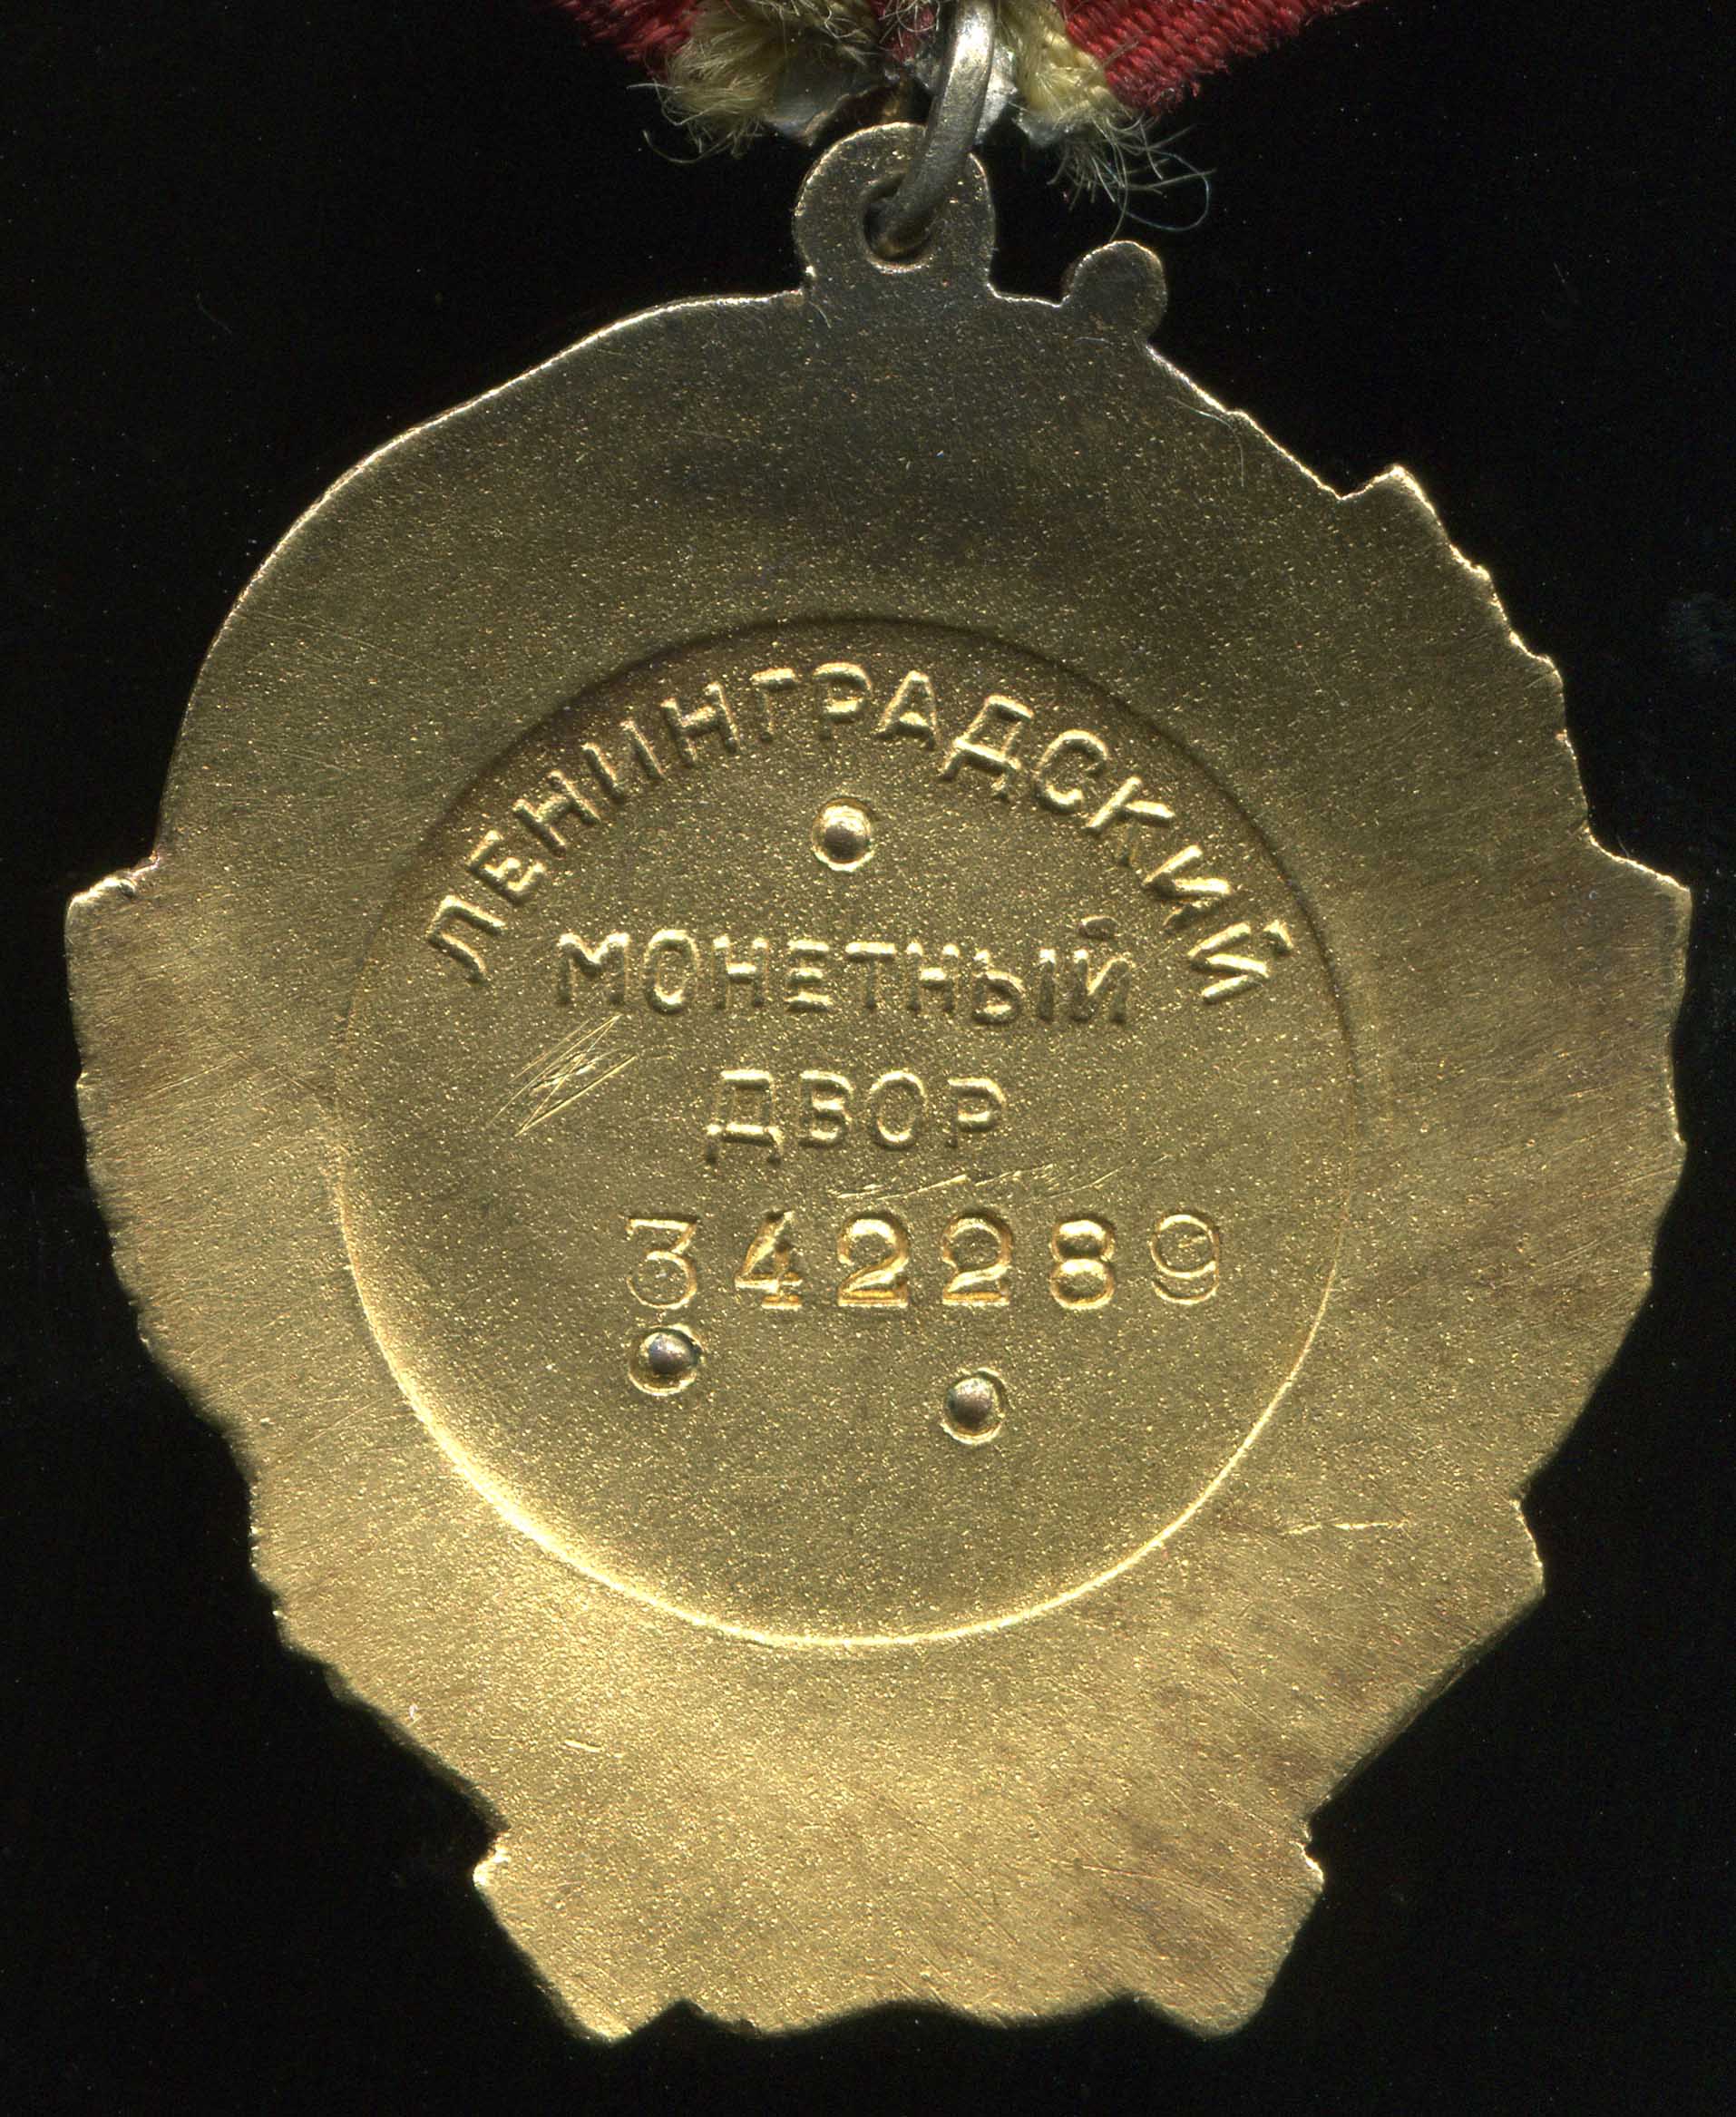 ЛЕНИНГРАДСКИЙ
МОНЕТНЫЙ
ДВОР
342289